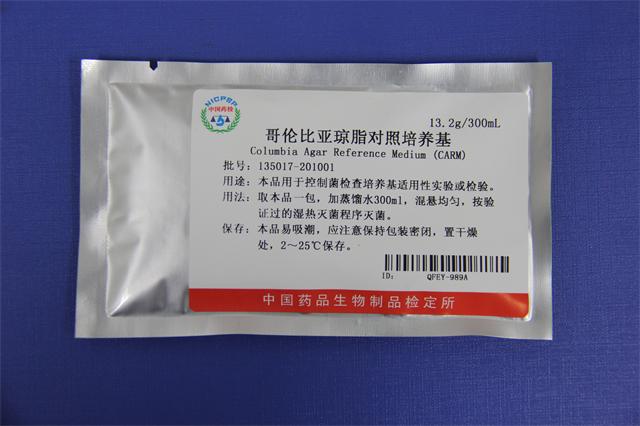 NICPBP
中国药检
13.2g/300mL
哥伦比亚琼脂对照培养基
Columbia Agar Reference Medium (CARM)
批号：135017-201001
用途：本品用于控制菌检查培养基适用性实验或检验。
用法：取本品一包，加蒸馏水300ml，混悬均匀，按验
证过的湿热灭菌程序灭菌。
保存：本品易吸潮，应注意保持包装密闭，置干燥
处，2～25℃保存。
ID: QFEY-989A
中国药品生物制品检定所